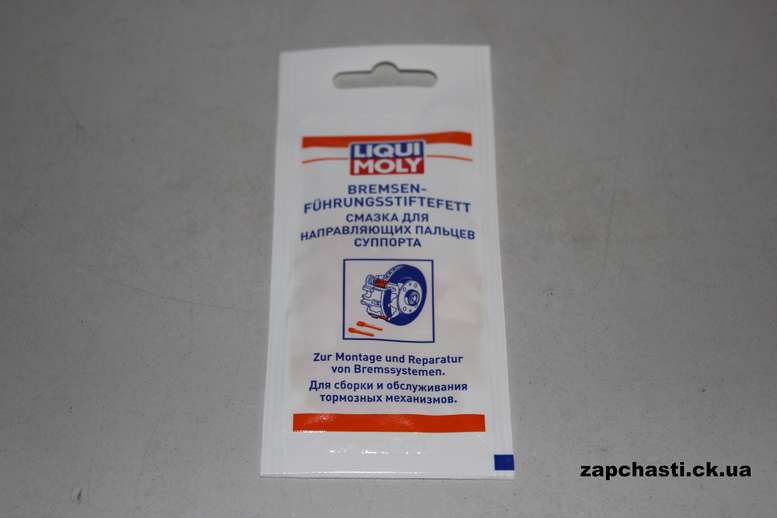 LIQUI
MOLY
BREMSEN-
FÜHRUNGSSTIFTEFETT
СМАЗКА ДЛЯ
НАПРАВЛЯЮЩИХ ПАЛЬЦЕВ
СУППОРТА
Zur Montage und Reparatur
von Bremssystemen.
Для сборки и обслуживания
тормозных механизмов.
zapchasti.ck.ua